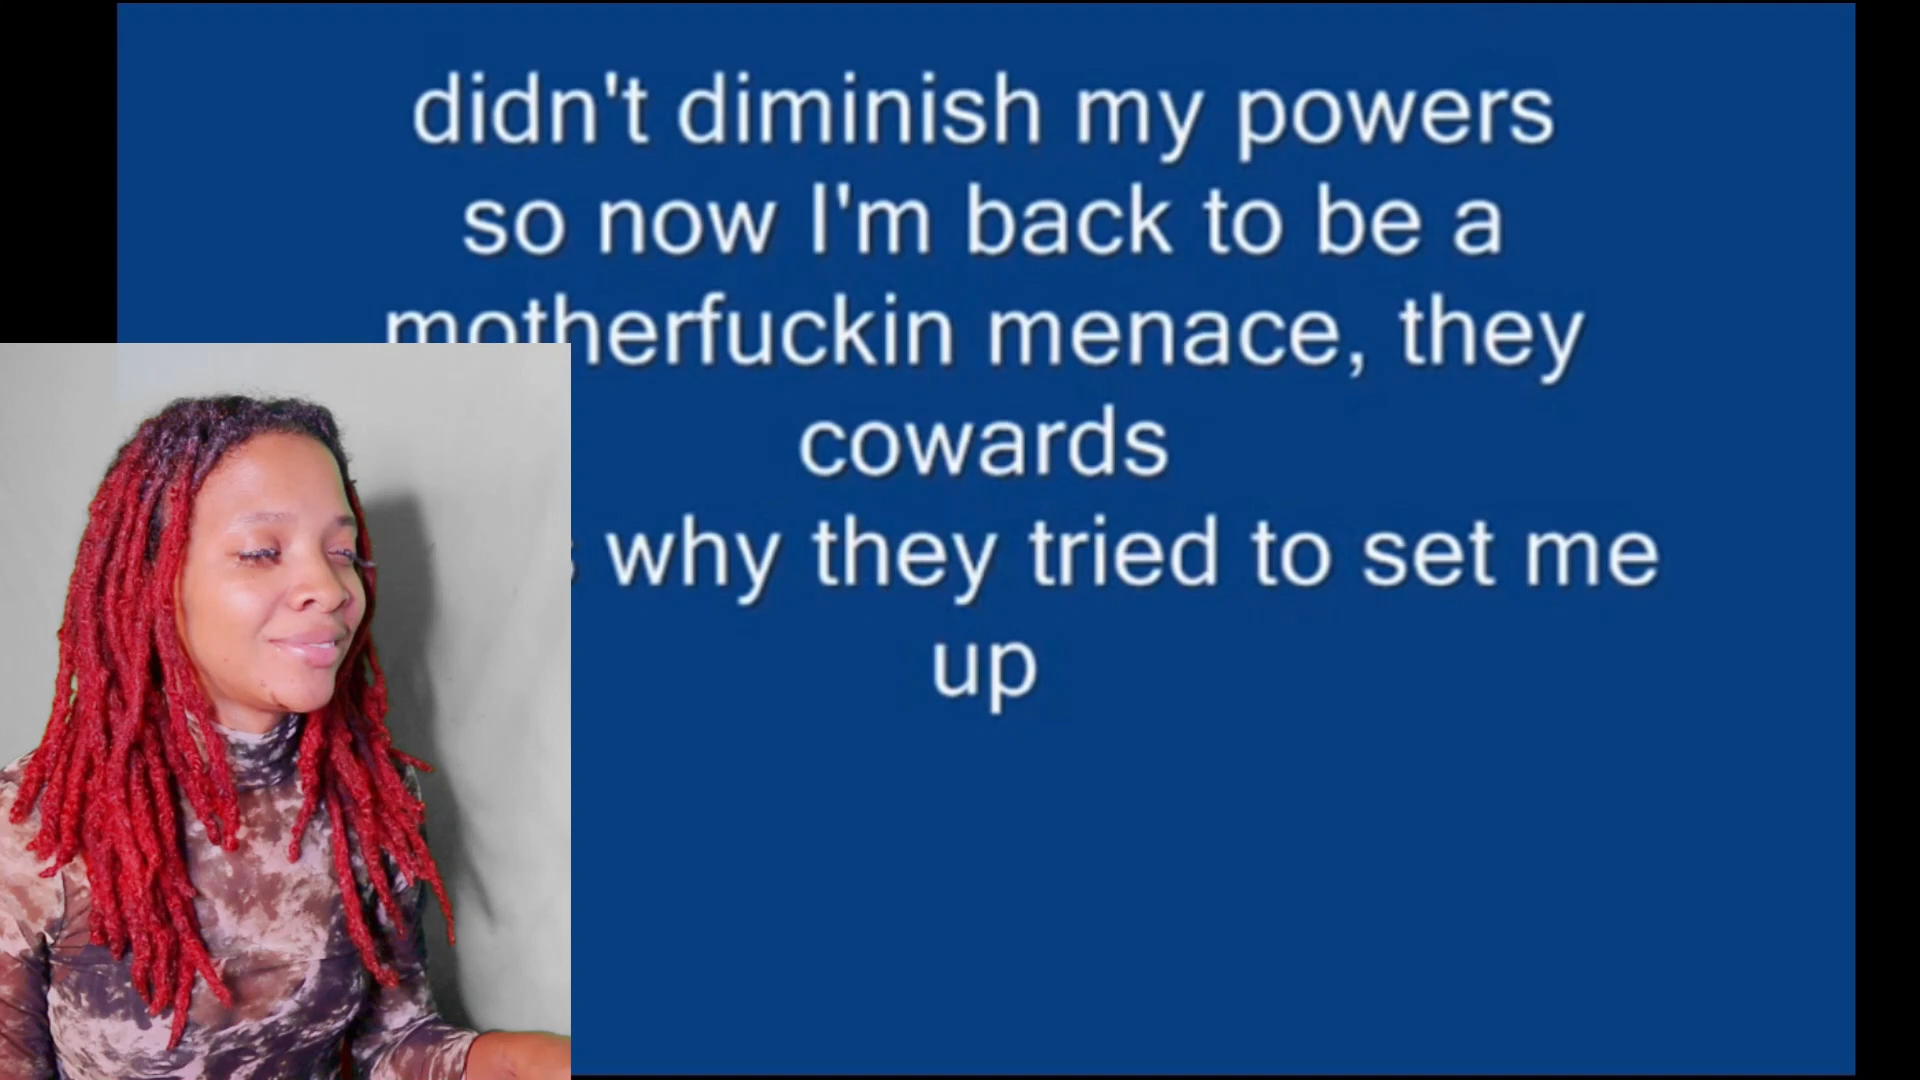 didn't diminish my powers
so now I'm back to be a
motherfuckin menace, they
cowards
why they tried to set me
up